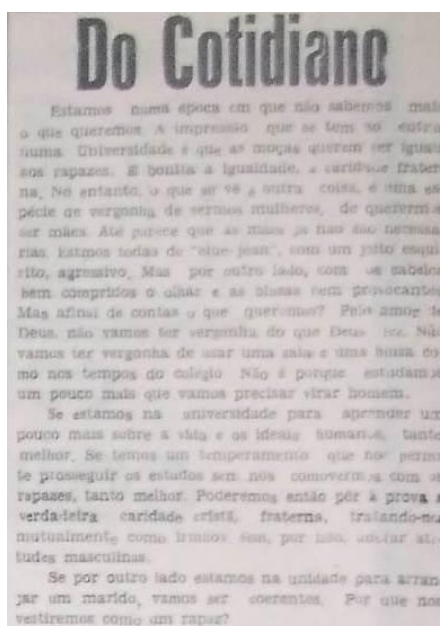 Do Cotidiano
Estamos numa época em que não sabemos mais
o que queremos. A impressão que se tem ao entrar
numa Universidade é que as moças querem ser iguais
aos rapazes. É bonita a igualdade, a caridade frater
na. No entanto, o que se vê é outra coisa, é uma es
pécie de vergonha de sermos mulheres, de querermos
ser mães. Até parece que as mães já não são necessá
rias. Estmos todas de "blue-jean", com um jeito esqui
sito, agressivo. Mas por outro lado, com os cabelos
bem compridos o olhar e as blusas bem provocantes
Mas afinal de contas o que queremos? Pelo amor de
Deus, não vamos ter vergonha do que Deus fez. Não
vamos ter vergonha de usar uma saia e uma blusa co
mo nos tempos do colégio Não é porque estudamos
um pouco mais que vamos precisar virar homem.
Se estamos na universidade para aprender um
pouco mais sobre a vida e os ideais humanos, tanto
melhor. Se temos um temperamento que nos permi
te prosseguir os estudos sem nos comovermos com os
rapazes, tanto melhor. Poderemos então pôr à prova a
verdadeira caridade cristã, fraterna, tratando-nos
mutuamente como irmãos sem, por isso, adotar ati
tudes masculinas.
Se por outro lado estamos na unidade para arran
jar um marido, vamos ser coerentes. Por que nos
vestiremos como um rapaz?